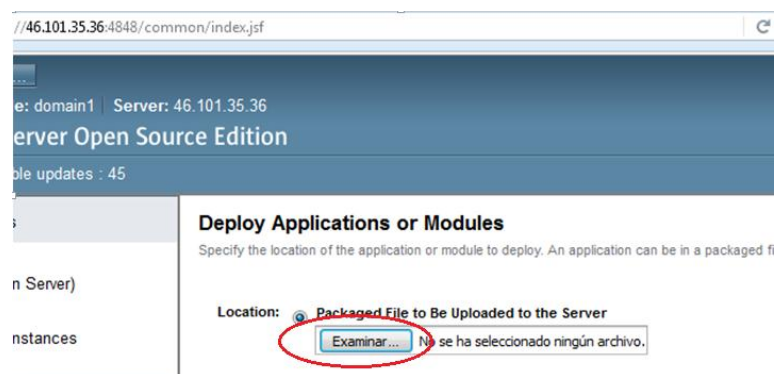 //46.101.35.36:4848/common/index.jsf
...
e: domain1 Server: 46.101.35.36
erver Open Source Edition
ble updates : 45
s
Deploy Applications or Modules
Specify the location of the application or module to deploy. An application can be in a packaged fi
n Server)
Location: Packaged File to Be Uploaded to the Server
nstances
Examinar... No se ha seleccionado ningún archivo.